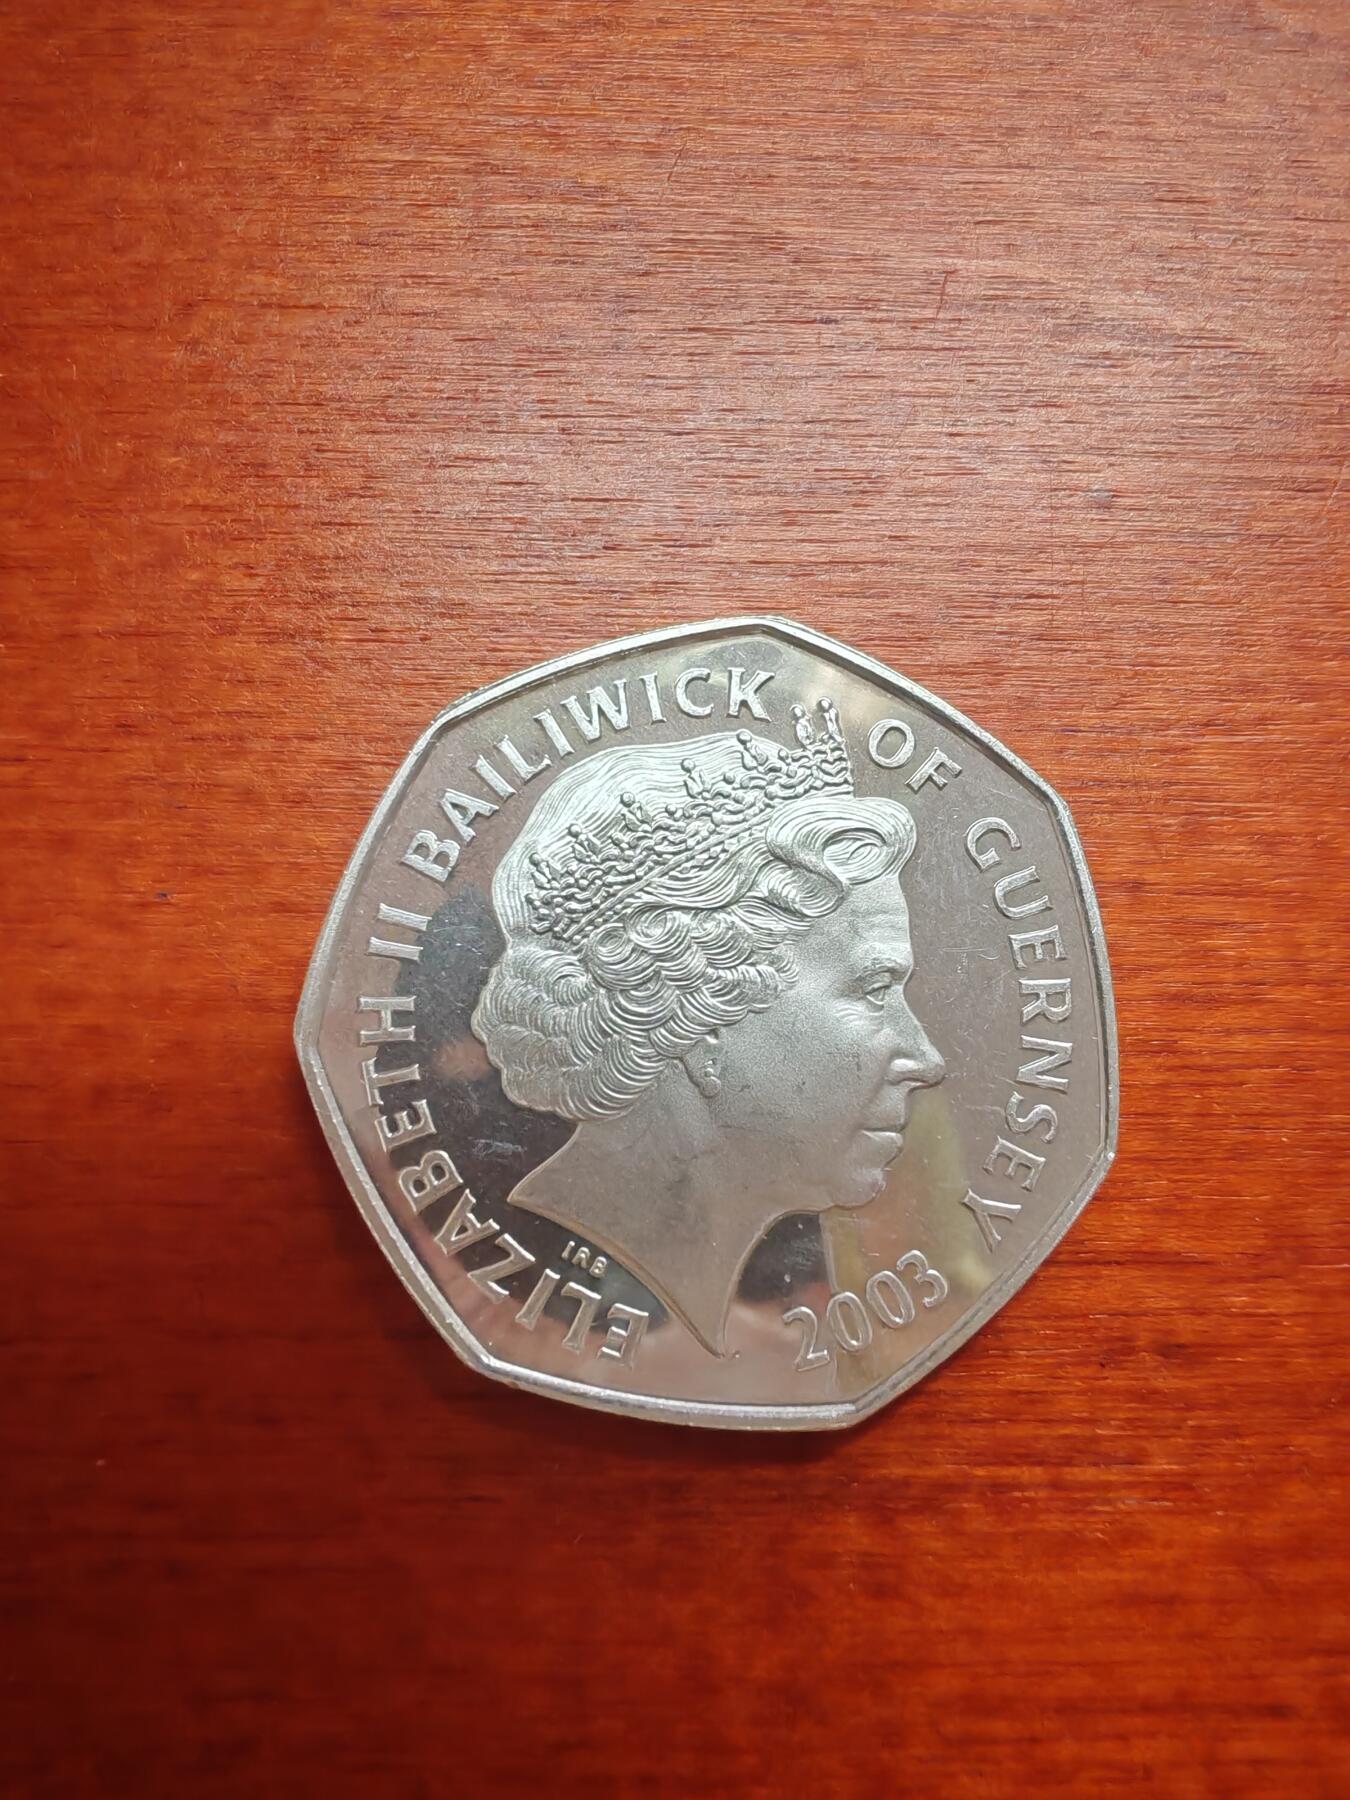 ELIZABETH II BAILIWICK OF GUERNSEY
2003
IRB